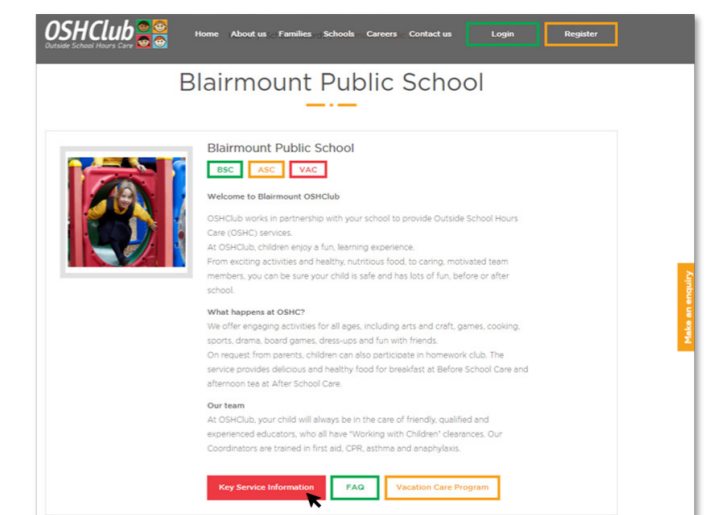 OSHClub
Outside School Hours Care
Home About us Families Schools Careers Contact us Login Register
Blairmount Public School
Blairmount Public School
BSC ASC VAC
Welcome to Blairmount OSHClub
OSHClub works in partnership with your school to provide Outside School Hours
Care (OSHC) services.
At OSHClub, children enjoy a fun, learning experience.
From exciting activities and healthy, nutritious food, to caring, motivated team
members, you can be sure your child is safe and has lots of fun, before or after
school.
What happens at OSHC?
We offer engaging activities for all ages, including arts and craft, games, cooking,
sports, drama, board games, dress-ups and fun with friends.
On request from parents, children can also participate in homework club. The
service provides delicious and healthy food for breakfast at Before School Care and
afternoon tea at After School Care.
Our team
At OSHClub, your child will always be in the care of friendly, qualified and
experienced educators, who all have "Working with Children" clearances. Our
Coordinators are trained in first aid, CPR, asthma and anaphylaxis.
Key Service Information FAQ Vacation Care Program
Make an enquiry